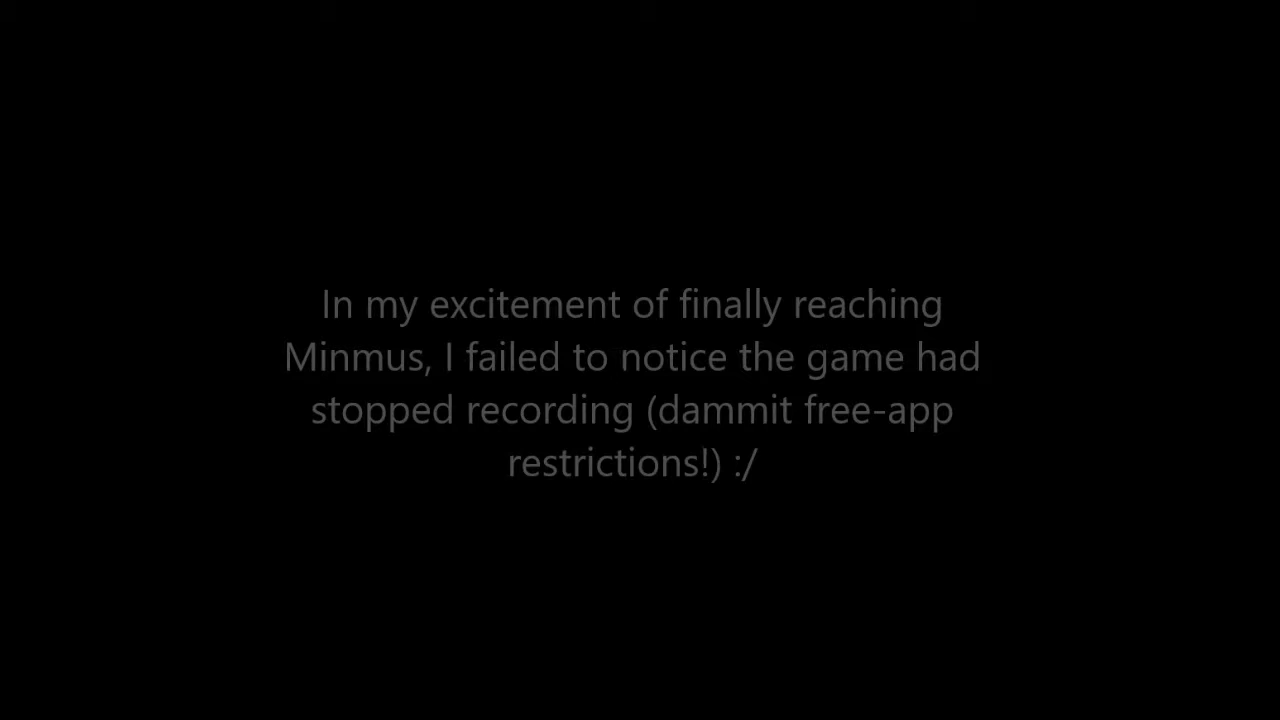 In my excitement of finally reaching
Minmus, I failed to notice the game had
stopped recording (dammit free-app
restrictions!) :/